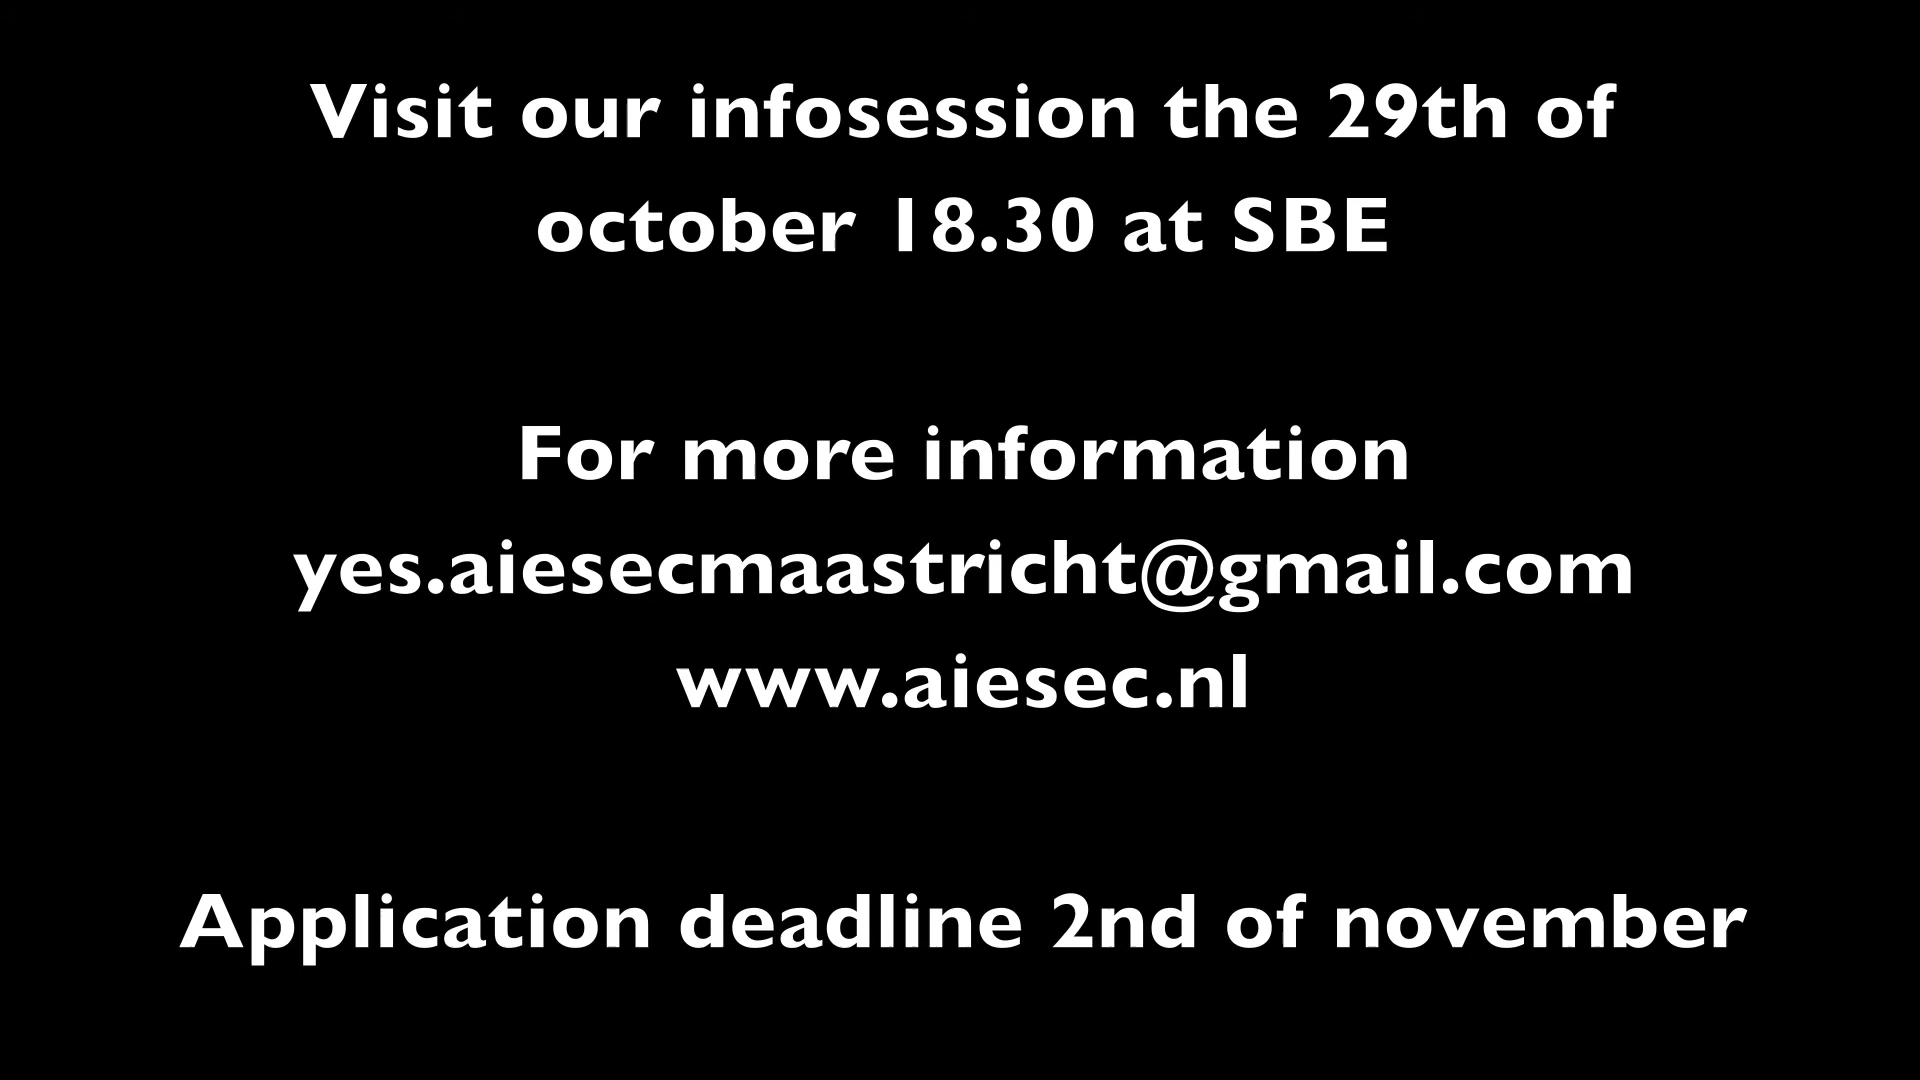 Visit our infosession the 29th of
october 18.30 at SBE
For more information
yes.aiesecmaastricht@gmail.com
www.aiesec.nl
Application deadline 2nd of november